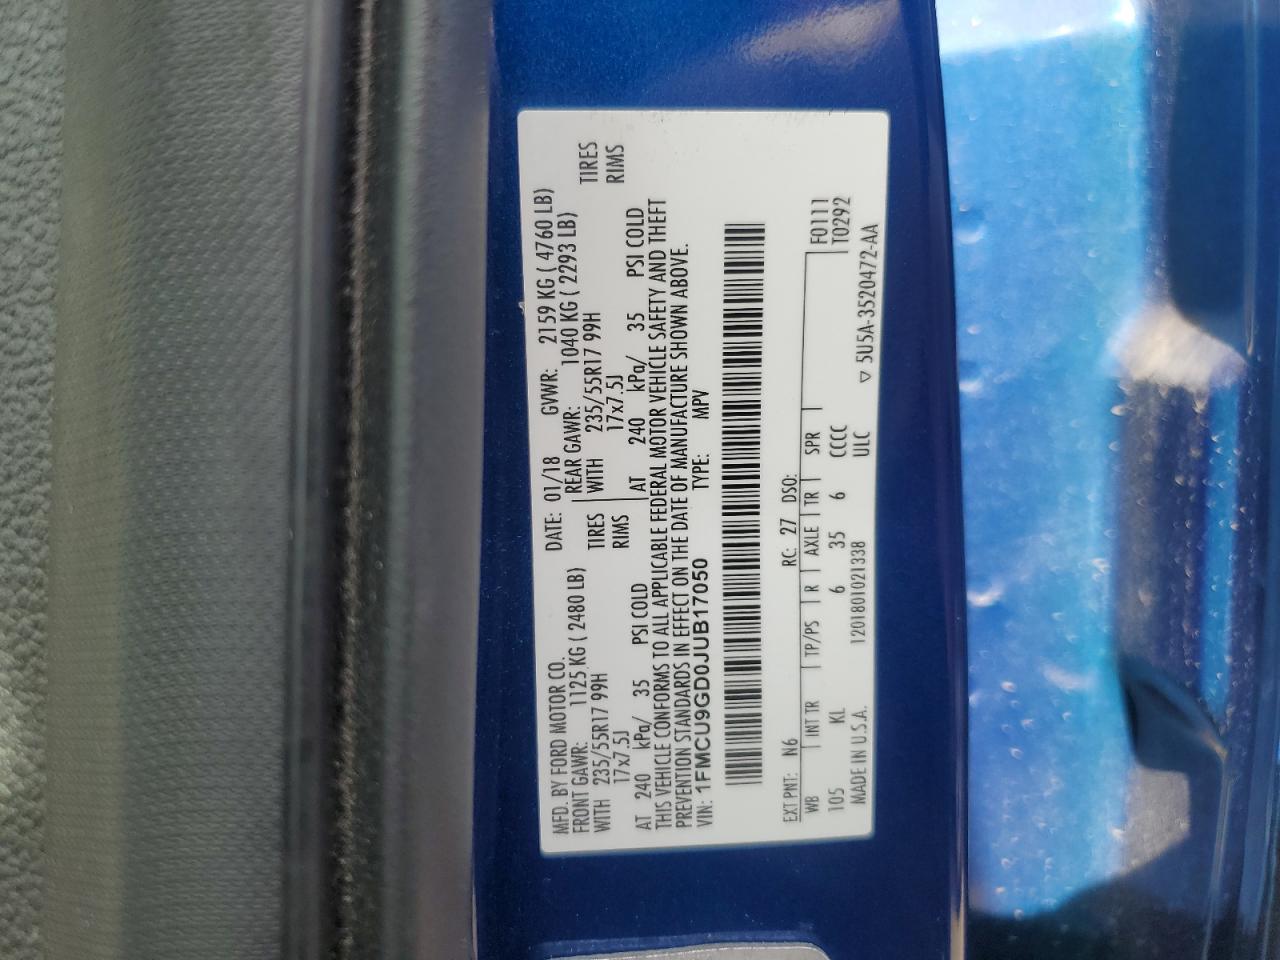 MFD. BY FORD MOTOR CO. DATE: 01/18 GVWR: 2159 KG ( 4760 LB)
FRONT GAWR: 1125 KG ( 2480 LB) REAR GAWR: 1040 KG ( 2293 LB)
WITH 235/55R17 99H TIRES WITH 235/55R17 99H TIRES
17x7.5J RIMS 17x7.5J RIMS
AT 240 kPa/ 35 PSI COLD AT 240 kPa/ 35 PSI COLD
THIS VEHICLE CONFORMS TO ALL APPLICABLE FEDERAL MOTOR VEHICLE SAFETY AND THEFT
PREVENTION STANDARDS IN EFFECT ON THE DATE OF MANUFACTURE SHOWN ABOVE.
VIN: 1FMCU9GD0JUB17050 TYPE: MPV
EXT PNT: N6 RC: 27 DSO:
WB INT TR TP/PS R AXLE TR SPR F0111
105 KL 6 35 6 CCCC T0292
MADE IN U.S.A. 1201801021338 ULC ▽ 5U5A-3520472-AA